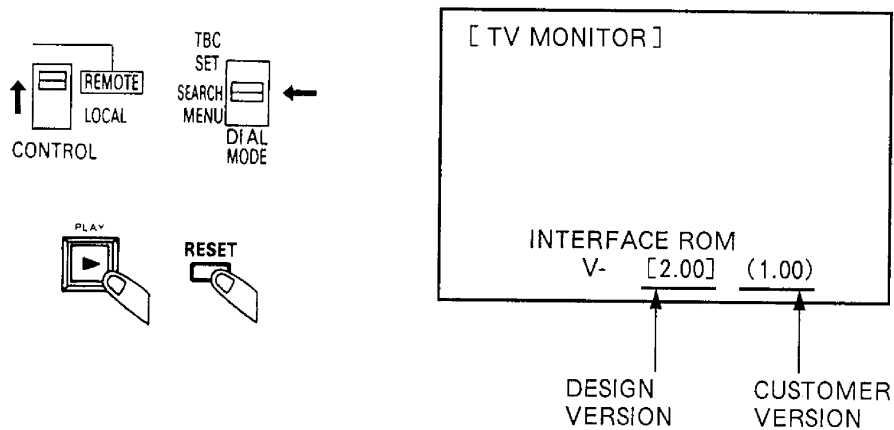 TBC
SET
SEARCH
MENU
DIAL
MODE
REMOTE
LOCAL
CONTROL
PLAY
RESET
[ TV MONITOR ]
INTERFACE ROM
V- [2.00] (1.00)
DESIGN
VERSION
CUSTOMER
VERSION